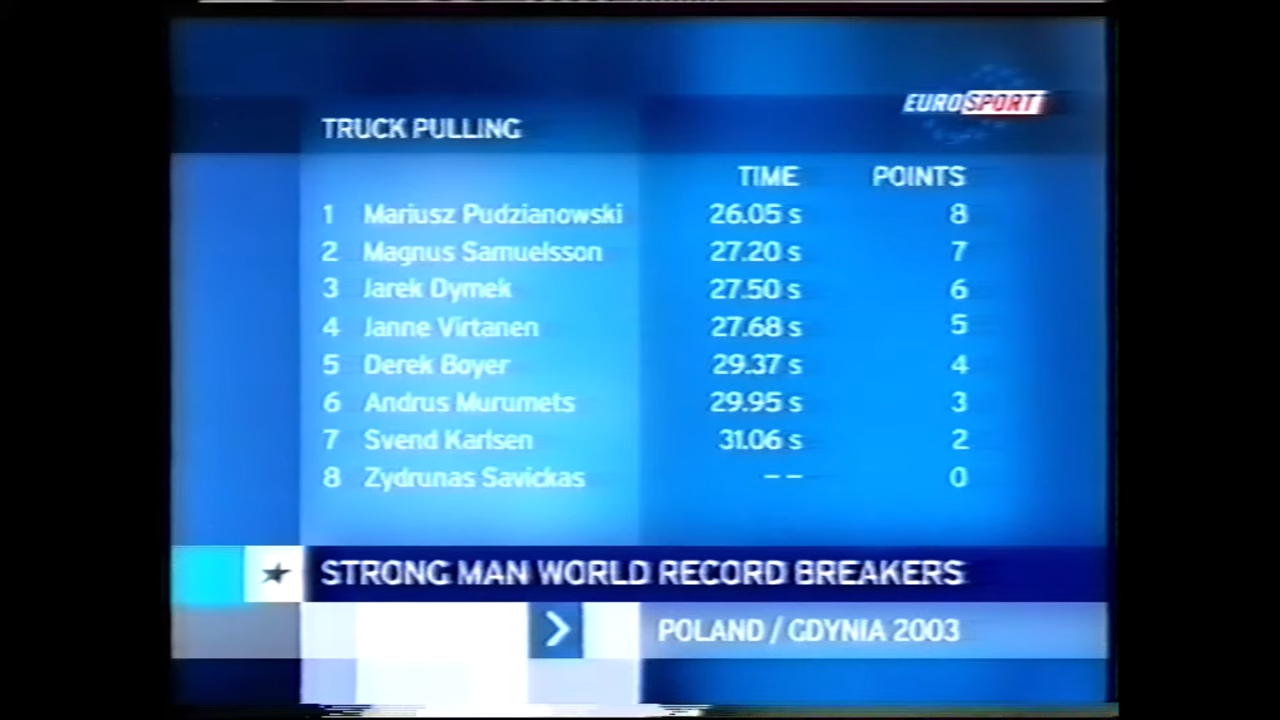 EUROSPORT
TRUCK PULLING
TIME POINTS
1 Mariusz Pudzianowski 26.05 s 8
2 Magnus Samuelsson 27.20 s 7
3 Jarek Dymek 27.50 s 6
4 Janne Virtanen 27.68 s 5
5 Derek Boyer 29.37 s 4
6 Andrus Murumets 29.95 s 3
7 Svend Karlsen 31.06 s 2
8 Zydrunas Savickas -- 0
STRONG MAN WORLD RECORD BREAKERS
POLAND / GDYNIA 2003